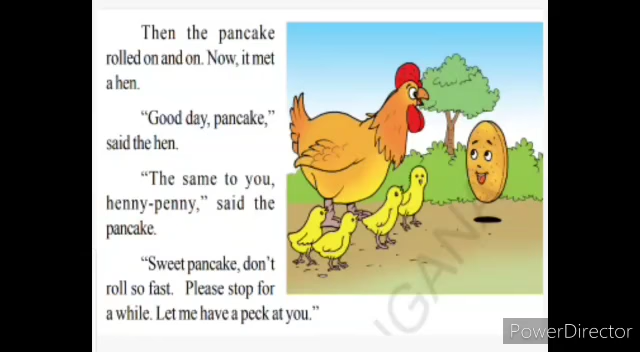 Then the pancake
rolled on and on. Now, it met
a hen.
“Good day, pancake,”
said the hen.
“The same to you,
henny-penny,” said the
pancake.
“Sweet pancake, don’t
roll so fast. Please stop for
a while. Let me have a peck at you.”
PowerDirector